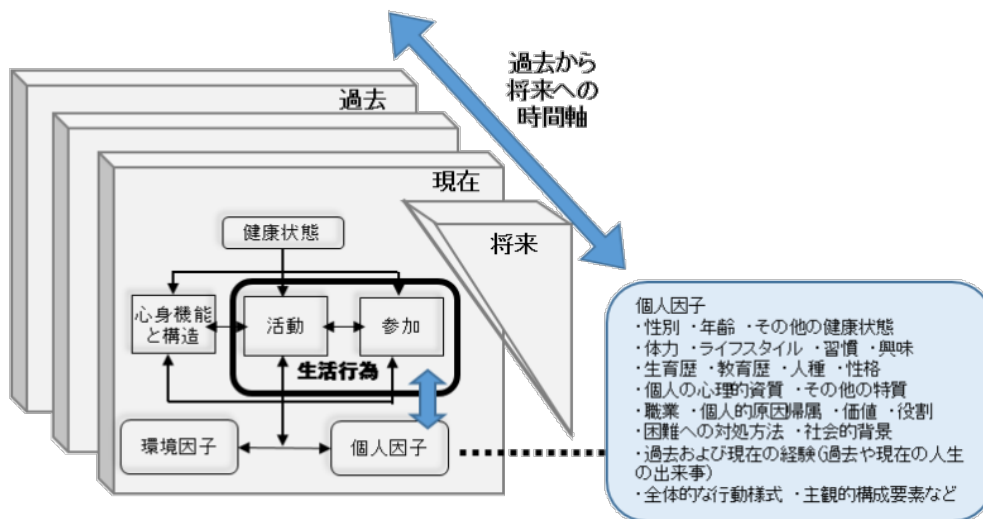 過去から
将来への
時間軸
過去
現在
将来
健康状態
心身機能
と構造
活動
参加
生活行為
環境因子
個人因子
個人因子
・性別 ・年齢 ・その他の健康状態
・体力 ・ライフスタイル ・習慣 ・興味
・生育歴 ・教育歴 ・人種 ・性格
・個人の心理的資質 ・その他の特質
・職業 ・個人的原因帰属 ・価値 ・役割
・困難への対処方法 ・社会的背景
・過去および現在の経験(過去や現在の人生
の出来事)
・全体的な行動様式 ・主観的構成要素など